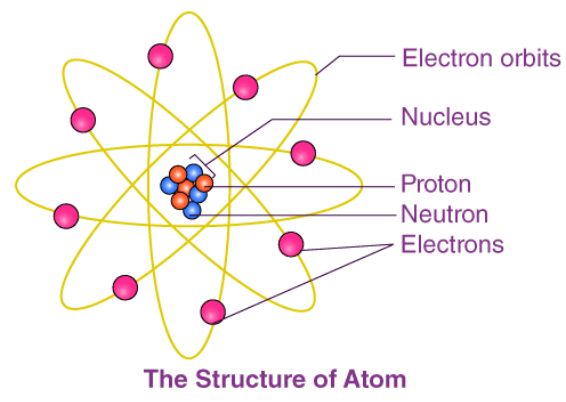 Electron orbits
Nucleus
Proton
Neutron
Electrons
The Structure of Atom